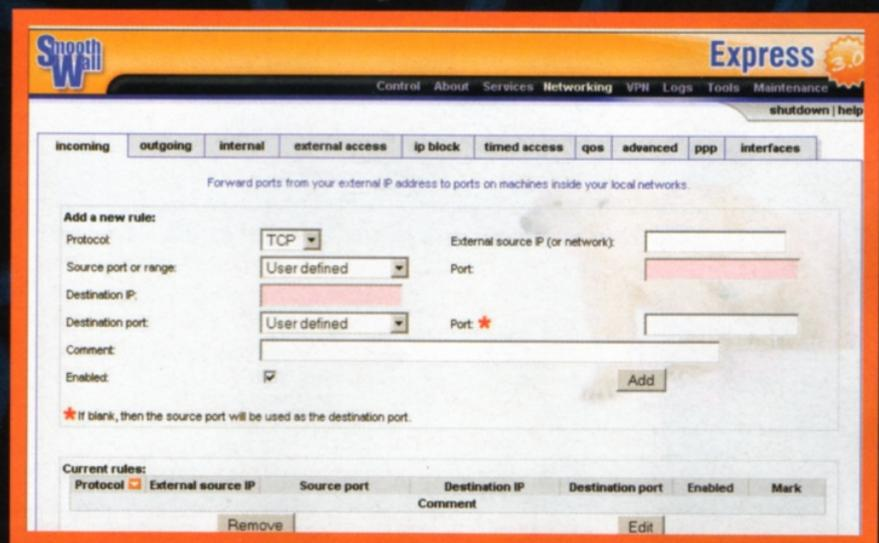 Smooth
Wall
Express 3.0
Control About Services Networking VPN Logs Tools Maintenance
shutdown | help
incoming outgoing internal external access ip block timed access qos advanced ppp interfaces
Forward ports from your external IP address to ports on machines inside your local networks.
Add a new rule:
Protocol: TCP External source IP (or network):
Source port or range: User defined Port:
Destination IP:
Destination port: User defined Port: *
Comment:
Enabled: Add
* If blank, then the source port will be used as the destination port.
Current rules:
Protocol External source IP Source port Destination IP Destination port Enabled Mark
Comment
Remove Edit